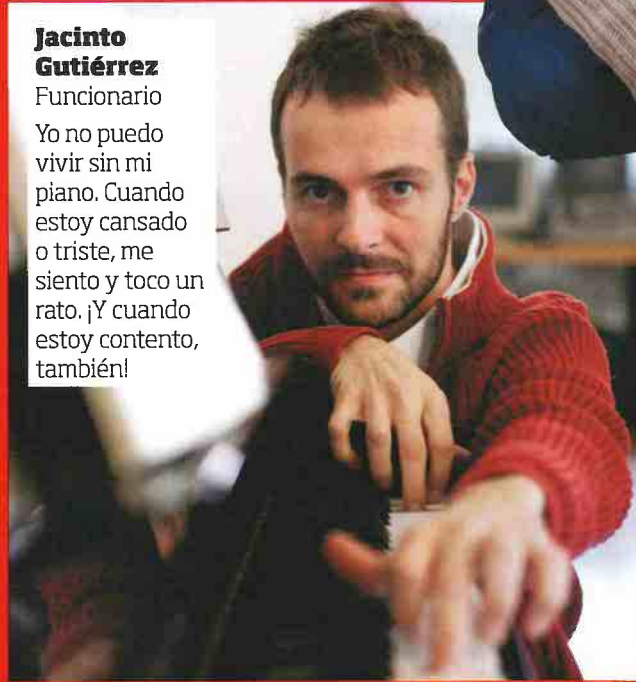 Jacinto
Gutiérrez
Funcionario
Yo no puedo
vivir sin mi
piano. Cuando
estoy cansado
o triste, me
siento y toco un
rato. ¡Y cuando
estoy contento,
también!